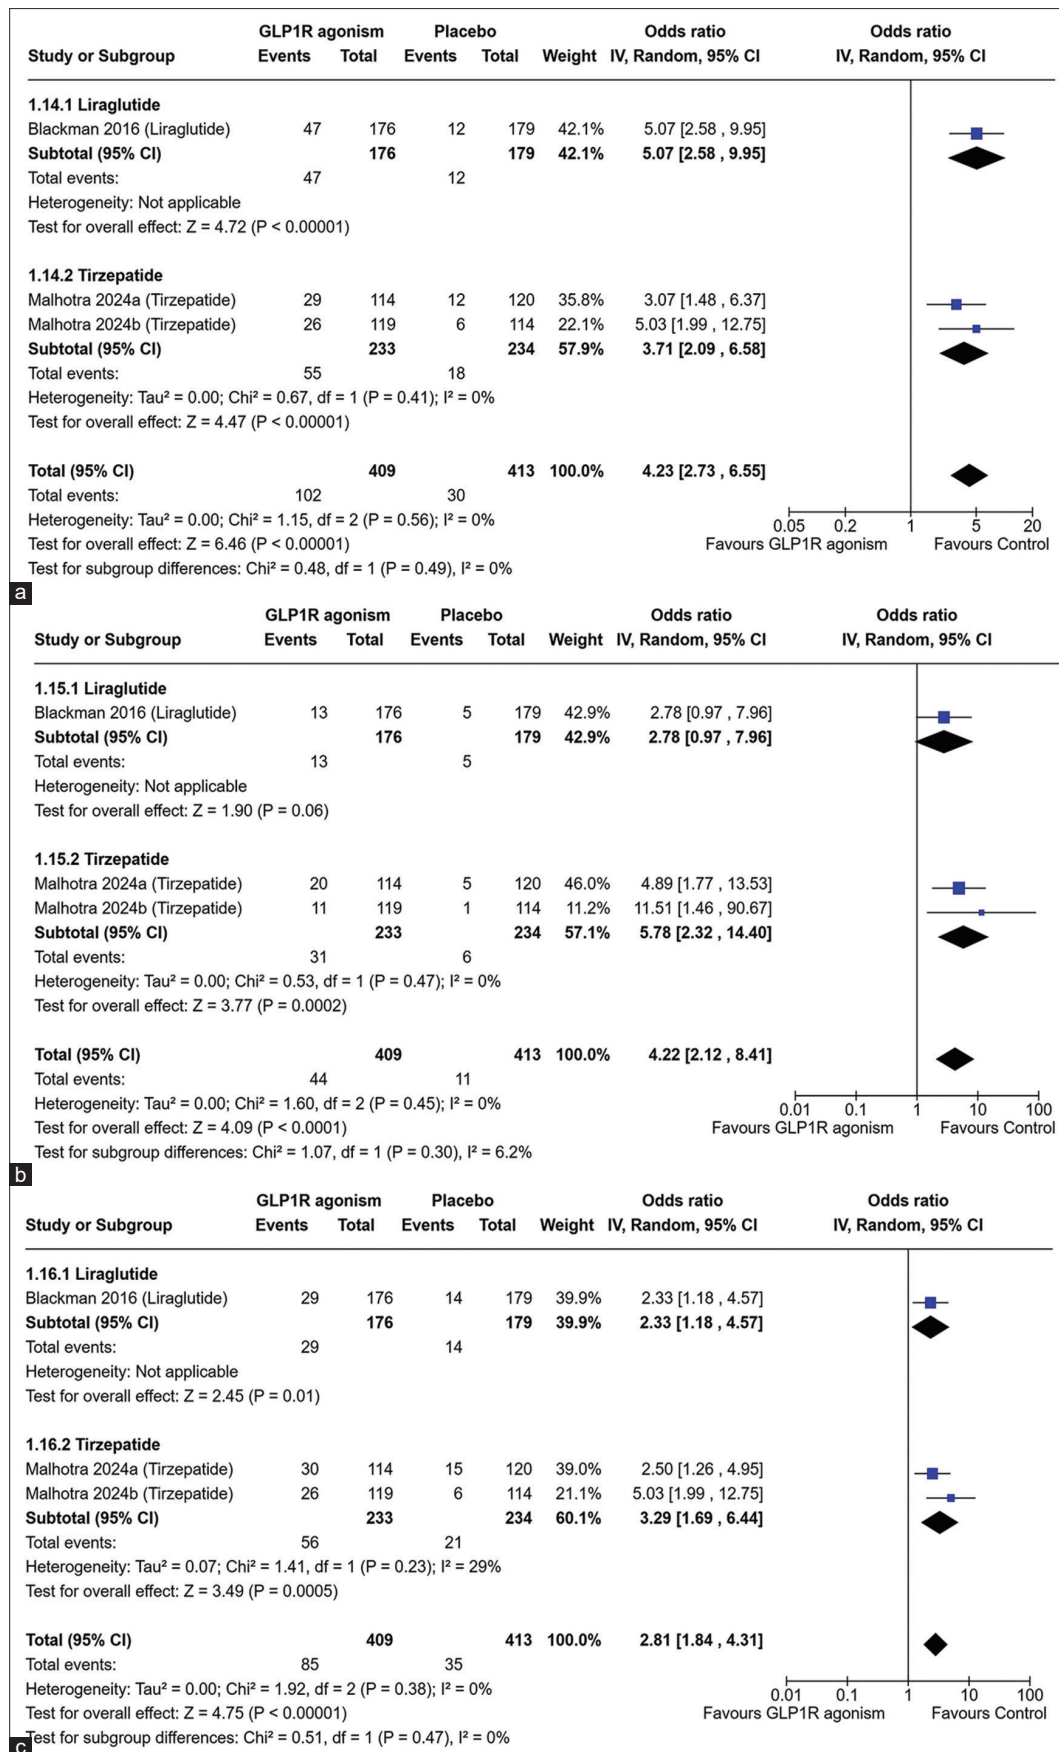 GLP1R agonism Placebo Odds ratio Odds ratio
Study or Subgroup Events Total Events Total Weight IV, Random, 95% CI IV, Random, 95% CI
1.14.1 Liraglutide
Blackman 2016 (Liraglutide) 47 176 12 179 42.1% 5.07 [2.58 , 9.95]
Subtotal (95% CI) 176 179 42.1% 5.07 [2.58 , 9.95]
Total events: 47 12
Heterogeneity: Not applicable
Test for overall effect: Z = 4.72 (P < 0.00001)
1.14.2 Tirzepatide
Malhotra 2024a (Tirzepatide) 29 114 12 120 35.8% 3.07 [1.48 , 6.37]
Malhotra 2024b (Tirzepatide) 26 119 6 114 22.1% 5.03 [1.99 , 12.75]
Subtotal (95% CI) 233 234 57.9% 3.71 [2.09 , 6.58]
Total events: 55 18
Heterogeneity: Tau² = 0.00; Chi² = 0.67, df = 1 (P = 0.41); I² = 0%
Test for overall effect: Z = 4.47 (P < 0.00001)
Total (95% CI) 409 413 100.0% 4.23 [2.73 , 6.55]
Total events: 102 30
Heterogeneity: Tau² = 0.00; Chi² = 1.15, df = 2 (P = 0.56); I² = 0% 0.05 0.2 1 5 20
Test for overall effect: Z = 6.46 (P < 0.00001) Favours GLP1R agonism Favours Control
Test for subgroup differences: Chi² = 0.48, df = 1 (P = 0.49), I² = 0%
a
GLP1R agonism Placebo Odds ratio Odds ratio
Study or Subgroup Events Total Events Total Weight IV, Random, 95% CI IV, Random, 95% CI
1.15.1 Liraglutide
Blackman 2016 (Liraglutide) 13 176 5 179 42.9% 2.78 [0.97 , 7.96]
Subtotal (95% CI) 176 179 42.9% 2.78 [0.97 , 7.96]
Total events: 13 5
Heterogeneity: Not applicable
Test for overall effect: Z = 1.90 (P = 0.06)
1.15.2 Tirzepatide
Malhotra 2024a (Tirzepatide) 20 114 5 120 46.0% 4.89 [1.77 , 13.53]
Malhotra 2024b (Tirzepatide) 11 119 1 114 11.2% 11.51 [1.46 , 90.67]
Subtotal (95% CI) 233 234 57.1% 5.78 [2.32 , 14.40]
Total events: 31 6
Heterogeneity: Tau² = 0.00; Chi² = 0.53, df = 1 (P = 0.47); I² = 0%
Test for overall effect: Z = 3.77 (P = 0.0002)
Total (95% CI) 409 413 100.0% 4.22 [2.12 , 8.41]
Total events: 44 11
Heterogeneity: Tau² = 0.00; Chi² = 1.60, df = 2 (P = 0.45); I² = 0% 0.01 0.1 1 10 100
Test for overall effect: Z = 4.09 (P < 0.0001) Favours GLP1R agonism Favours Control
Test for subgroup differences: Chi² = 1.07, df = 1 (P = 0.30), I² = 6.2%
b
GLP1R agonism Placebo Odds ratio Odds ratio
Study or Subgroup Events Total Events Total Weight IV, Random, 95% CI IV, Random, 95% CI
1.16.1 Liraglutide
Blackman 2016 (Liraglutide) 29 176 14 179 39.9% 2.33 [1.18 , 4.57]
Subtotal (95% CI) 176 179 39.9% 2.33 [1.18 , 4.57]
Total events: 29 14
Heterogeneity: Not applicable
Test for overall effect: Z = 2.45 (P = 0.01)
1.16.2 Tirzepatide
Malhotra 2024a (Tirzepatide) 30 114 15 120 39.0% 2.50 [1.26 , 4.95]
Malhotra 2024b (Tirzepatide) 26 119 6 114 21.1% 5.03 [1.99 , 12.75]
Subtotal (95% CI) 233 234 60.1% 3.29 [1.69 , 6.44]
Total events: 56 21
Heterogeneity: Tau² = 0.07; Chi² = 1.41, df = 1 (P = 0.23); I² = 29%
Test for overall effect: Z = 3.49 (P = 0.0005)
Total (95% CI) 409 413 100.0% 2.81 [1.84 , 4.31]
Total events: 85 35
Heterogeneity: Tau² = 0.00; Chi² = 1.92, df = 2 (P = 0.38); I² = 0% 0.01 0.1 1 10 100
Test for overall effect: Z = 4.75 (P < 0.00001) Favours GLP1R agonism Favours Control
Test for subgroup differences: Chi² = 0.51, df = 1 (P = 0.47), I² = 0%
c